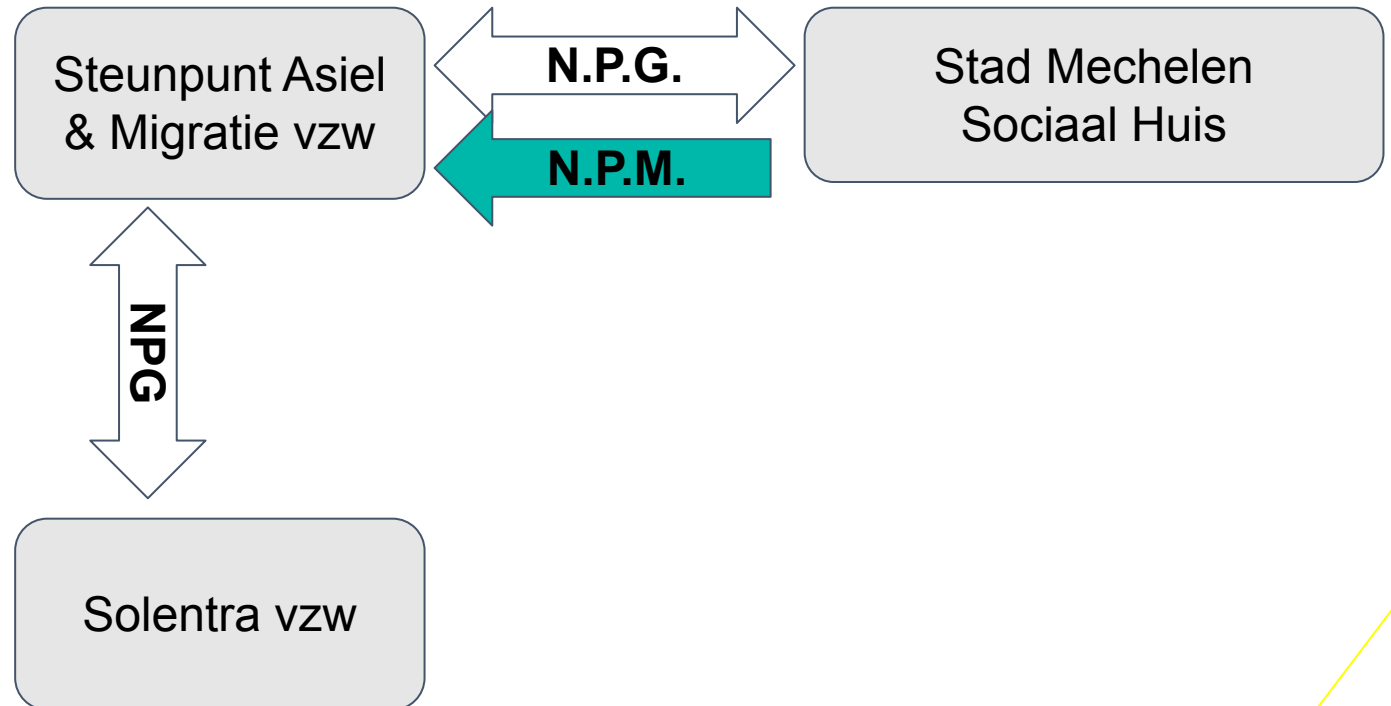 Steunpunt Asiel
& Migratie vzw
N.P.G.
N.P.M.
Stad Mechelen
Sociaal Huis
NPG
Solentra vzw